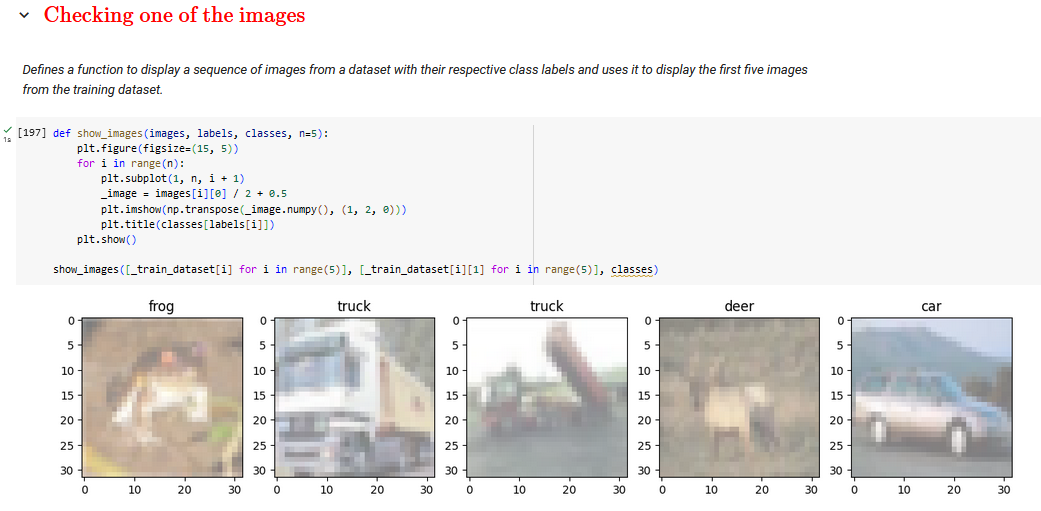 Checking one of the images
Defines a function to display a sequence of images from a dataset with their respective class labels and uses it to display the first five images
from the training dataset.
[197] def show_images(images, labels, classes, n=5):
1s
plt.figure(figsize=(15, 5))
for i in range(n):
plt.subplot(1, n, i + 1)
_image = images[i][0] / 2 + 0.5
plt.imshow(np.transpose(_image.numpy(), (1, 2, 0)))
plt.title(classes[labels[i]])
plt.show()
show_images([_train_dataset[i] for i in range(5)], [_train_dataset[i][1] for i in range(5)], classes)
frog truck truck deer car
0 0 0 0 0
5 5 5 5 5
10 10 10 10 10
15 15 15 15 15
20 20 20 20 20
25 25 25 25 25
30 30 30 30 30
0 10 20 30 0 10 20 30 0 10 20 30 0 10 20 30 0 10 20 30